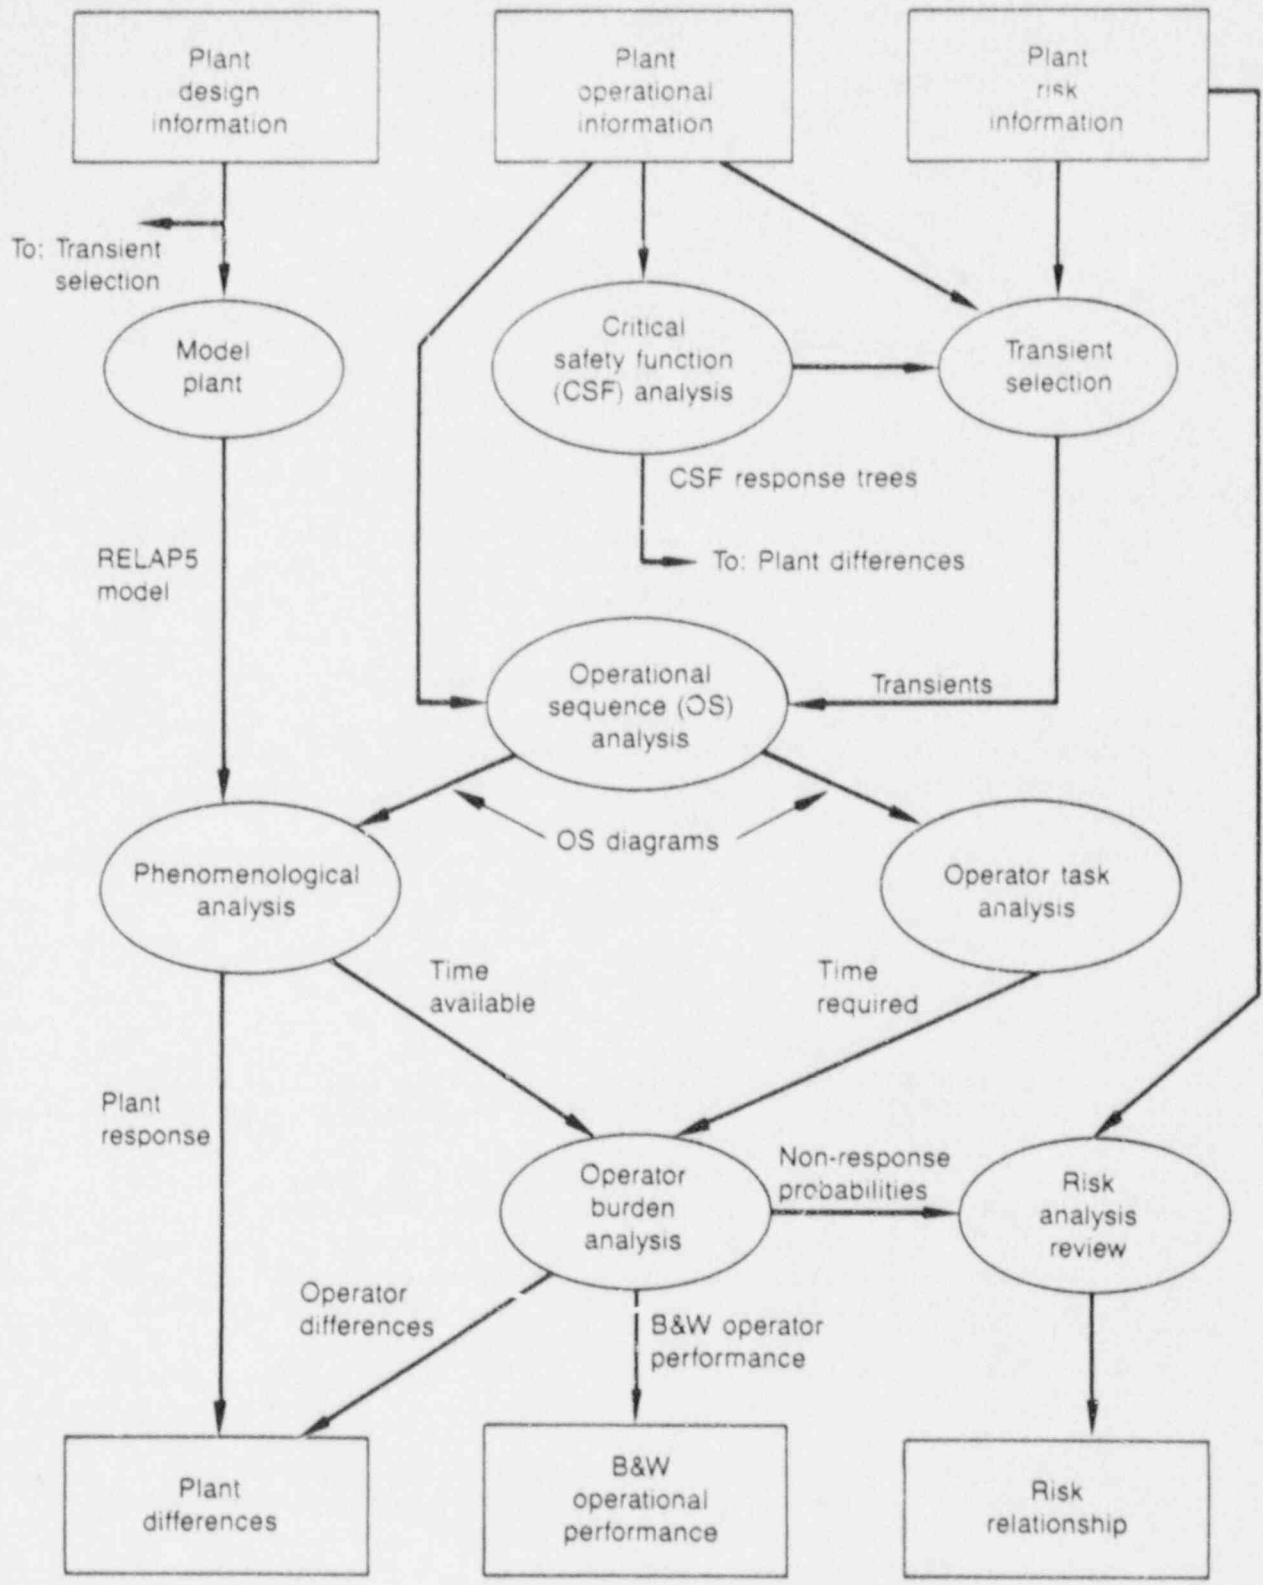 Plant
design
information
Plant
operational
information
Plant
risk
information
To: Transient
selection
Model
plant
Critical
safety function
(CSF) analysis
Transient
selection
CSF response trees
RELAP5
model
To: Plant differences
Operational
sequence (OS)
analysis
Transients
OS diagrams
Phenomenological
analysis
Operator task
analysis
Time
available
Time
required
Plant
response
Operator
burden
analysis
Non-response
probabilities
Risk
analysis
review
Operator
differences
B&W operator
performance
Plant
differences
B&W
operational
performance
Risk
relationship